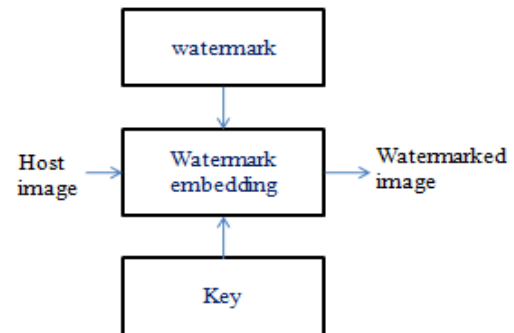 watermark
Host
image
Watermark
embedding
Watermarked
image
Key